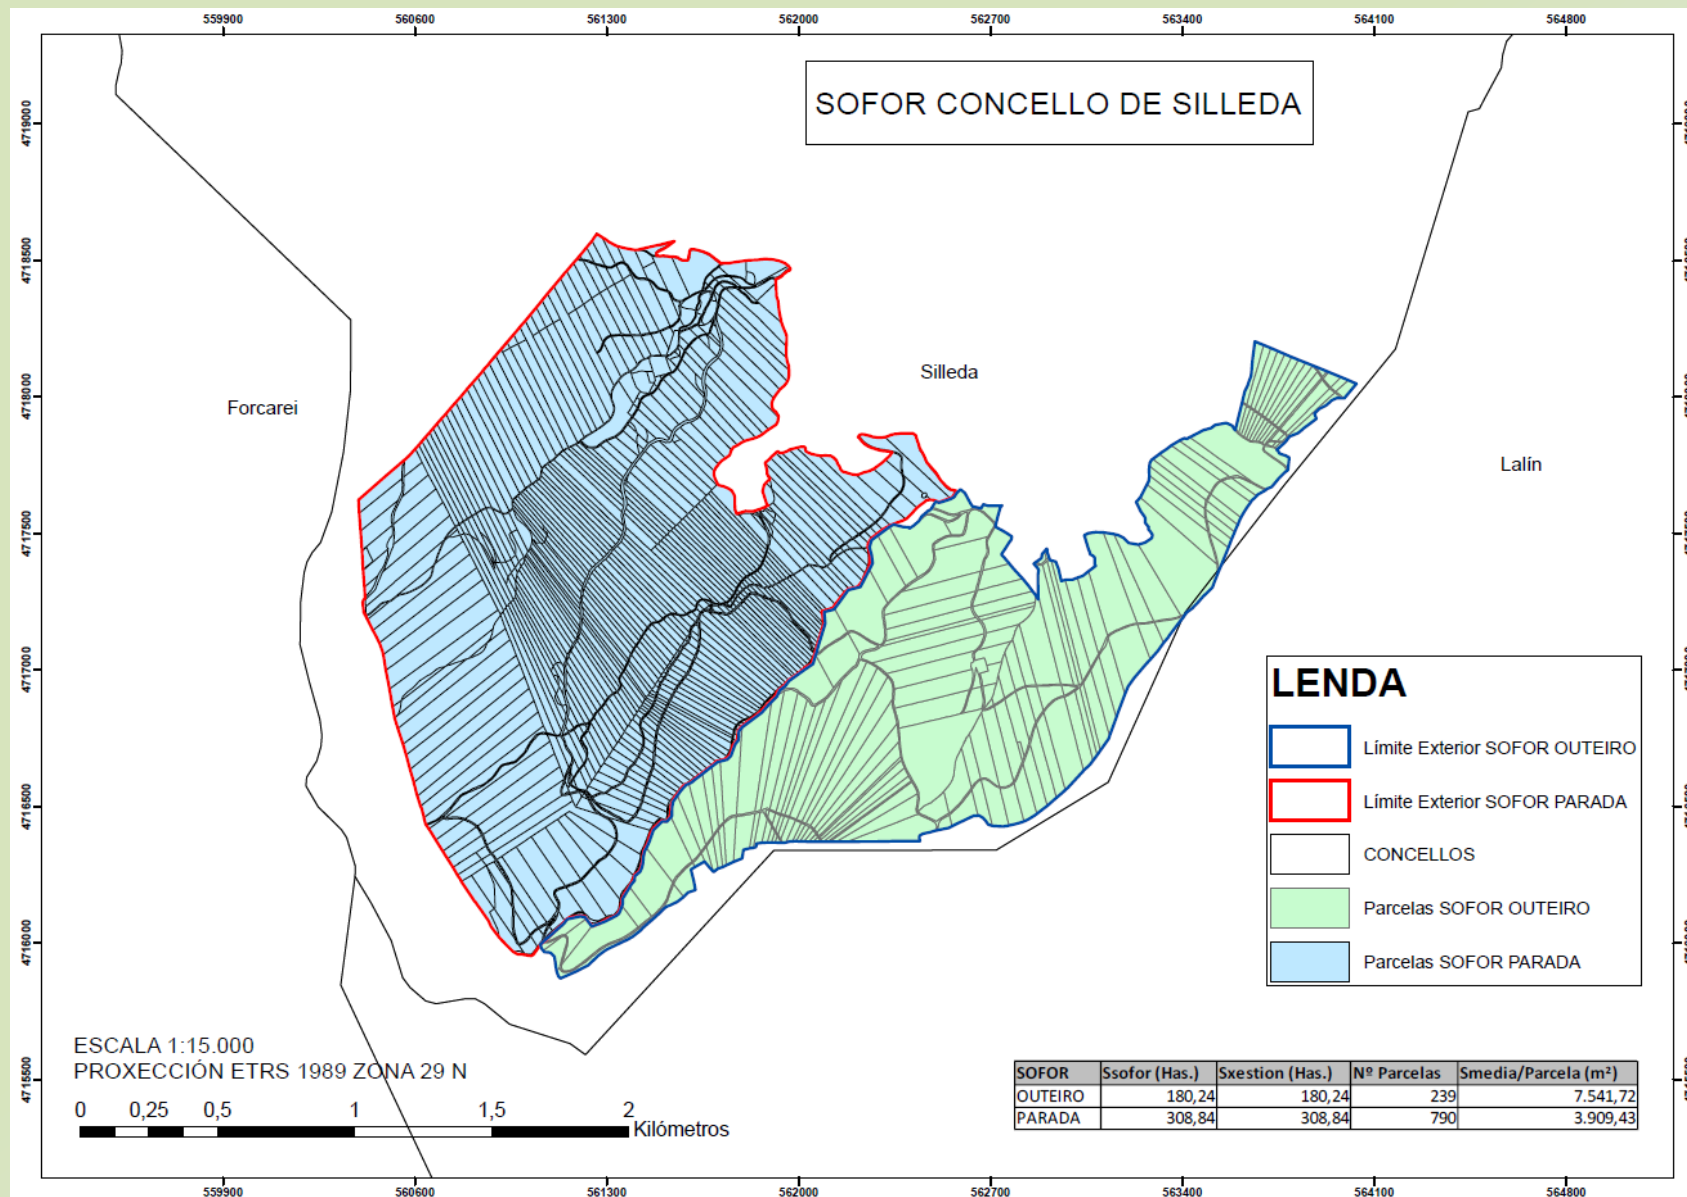 559900 560600 561300 562000 562700 563400 564100 564800
SOFOR CONCELLO DE SILLEDA
4719000
4718500
4718000
4717500
4717000
4716500
4716000
4715500
Silleda
Forcarei
Lalín
LENDA
Límite Exterior SOFOR OUTEIRO
Límite Exterior SOFOR PARADA
CONCELLOS
Parcelas SOFOR OUTEIRO
Parcelas SOFOR PARADA
ESCALA 1:15.000
PROXECCIÓN ETRS 1989 ZONA 29 N
0 0,25 0,5 1 1,5 2
Kilómetros
SOFOR Ssofor (Has.) Sxestion (Has.) Nº Parcelas Smedia/Parcela (m²)
OUTEIRO 180,24 180,24 239 7.541,72
PARADA 308,84 308,84 790 3.909,43
559900 560600 561300 562000 562700 563400 564100 564800